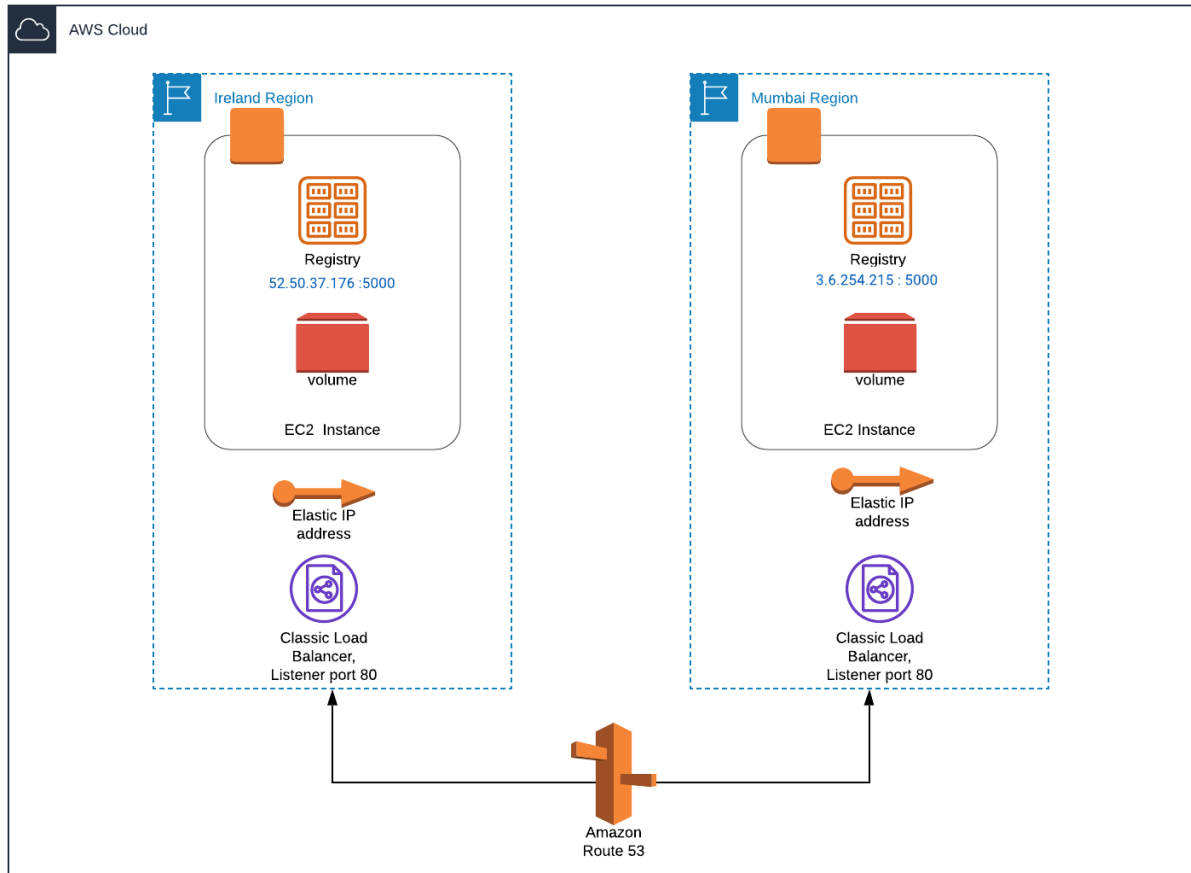 AWS Cloud
Ireland Region
Registry
52.50.37.176 :5000
volume
EC2 Instance
Elastic IP
address
Classic Load
Balancer,
Listener port 80
Mumbai Region
Registry
3.6.254.215 : 5000
volume
EC2 Instance
Elastic IP
address
Classic Load
Balancer,
Listener port 80
Amazon
Route 53